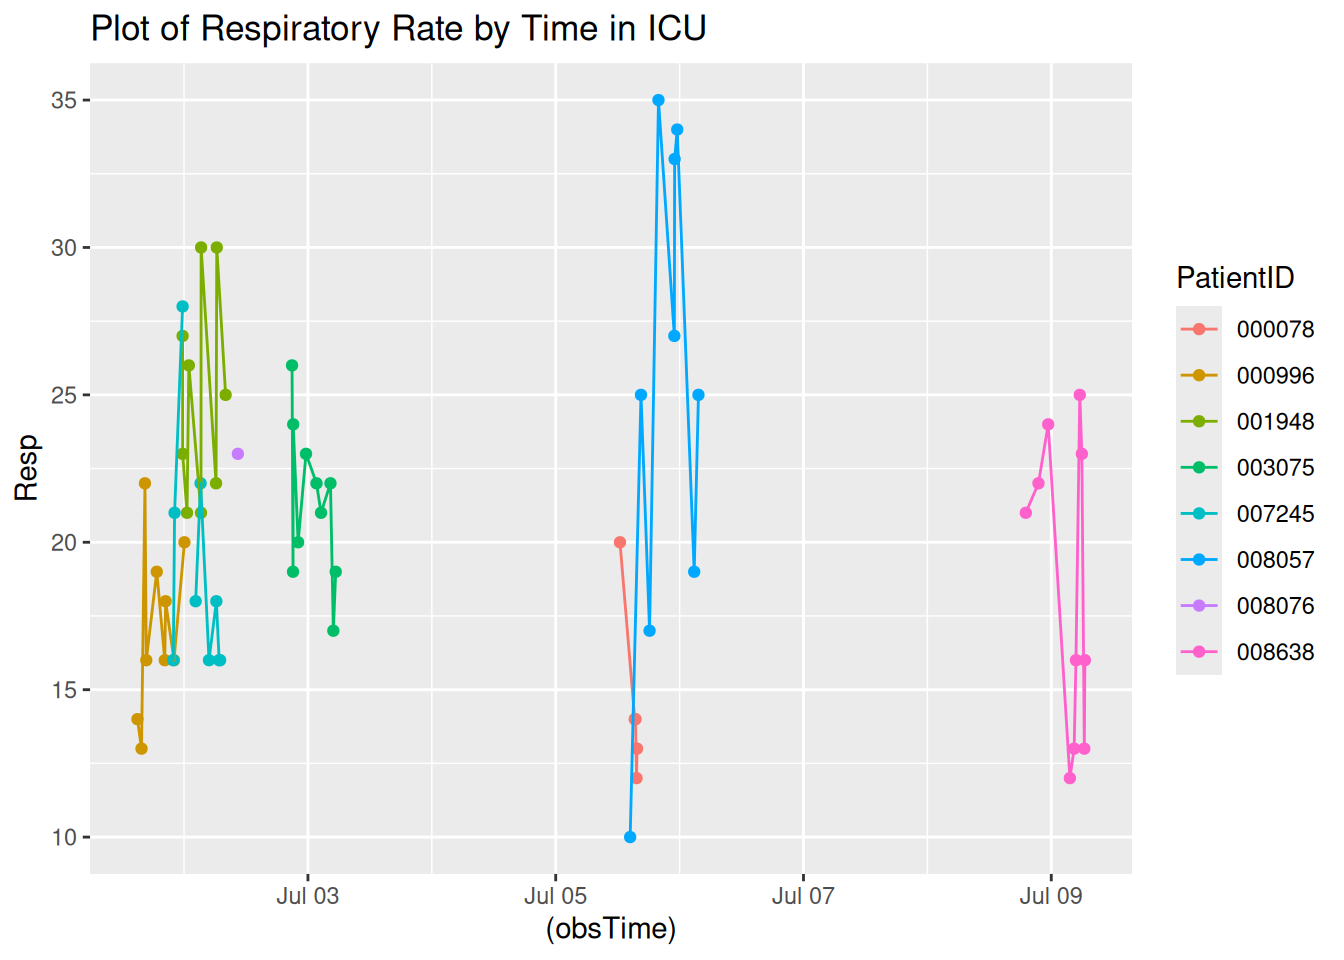 Plot of Respiratory Rate by Time in ICU
35
30
25
20
15
10
Resp
Jul 03
Jul 05
Jul 07
Jul 09
(obsTime)
PatientID
000078
000996
001948
003075
007245
008057
008076
008638